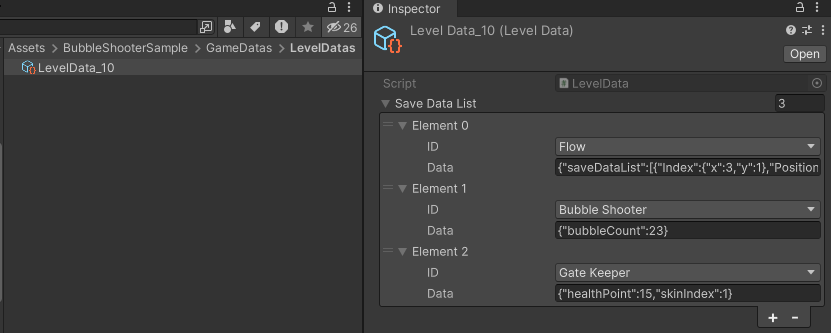 Inspector
26
Level Data_10 (Level Data)
Assets > BubbleShooterSample > GameDatas > LevelDatas
LevelData_10
Open
Script
LevelData
Save Data List
3
Element 0
ID
Flow
Data
{"saveDataList":[{"Index":{"x":3,"y":1},"Position
Element 1
ID
Bubble Shooter
Data
{"bubbleCount":23}
Element 2
ID
Gate Keeper
Data
{"healthPoint":15,"skinIndex":1}